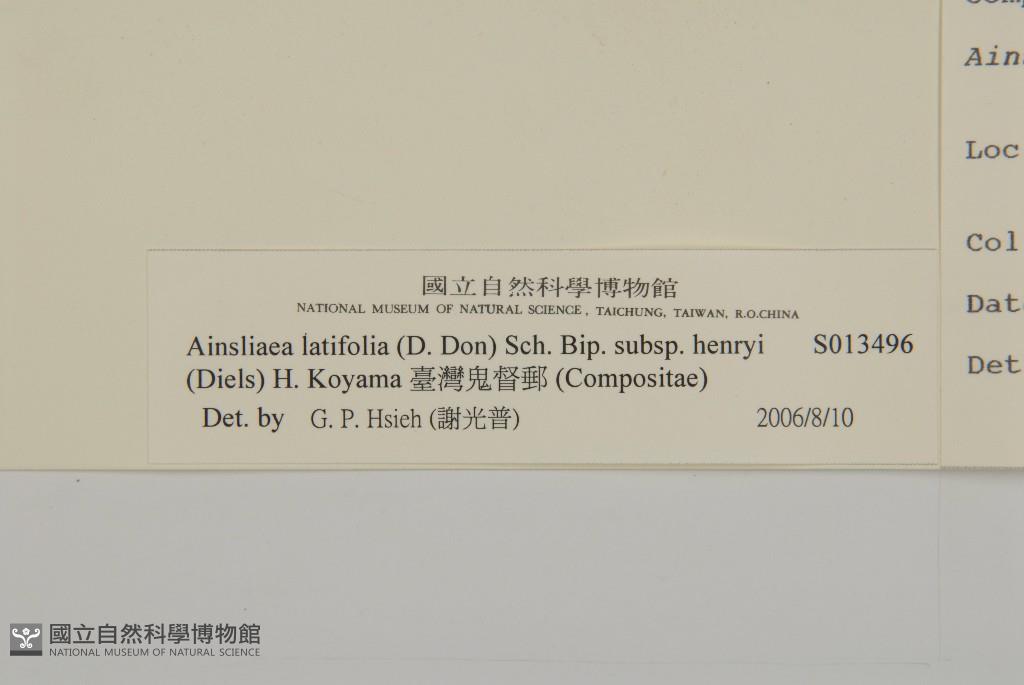 國立自然科學博物館
NATIONAL MUSEUM OF NATURAL SCIENCE, TAICHUNG, TAIWAN, R.O.CHINA
Ainsliaea latifolia (D. Don) Sch. Bip. subsp. henryi S013496
(Diels) H. Koyama 臺灣鬼督郵 (Compositae)
Det. by G. P. Hsieh (謝光普) 2006/8/10
Loc
Col
Det
國立自然科學博物館
NATIONAL MUSEUM OF NATURAL SCIENCE